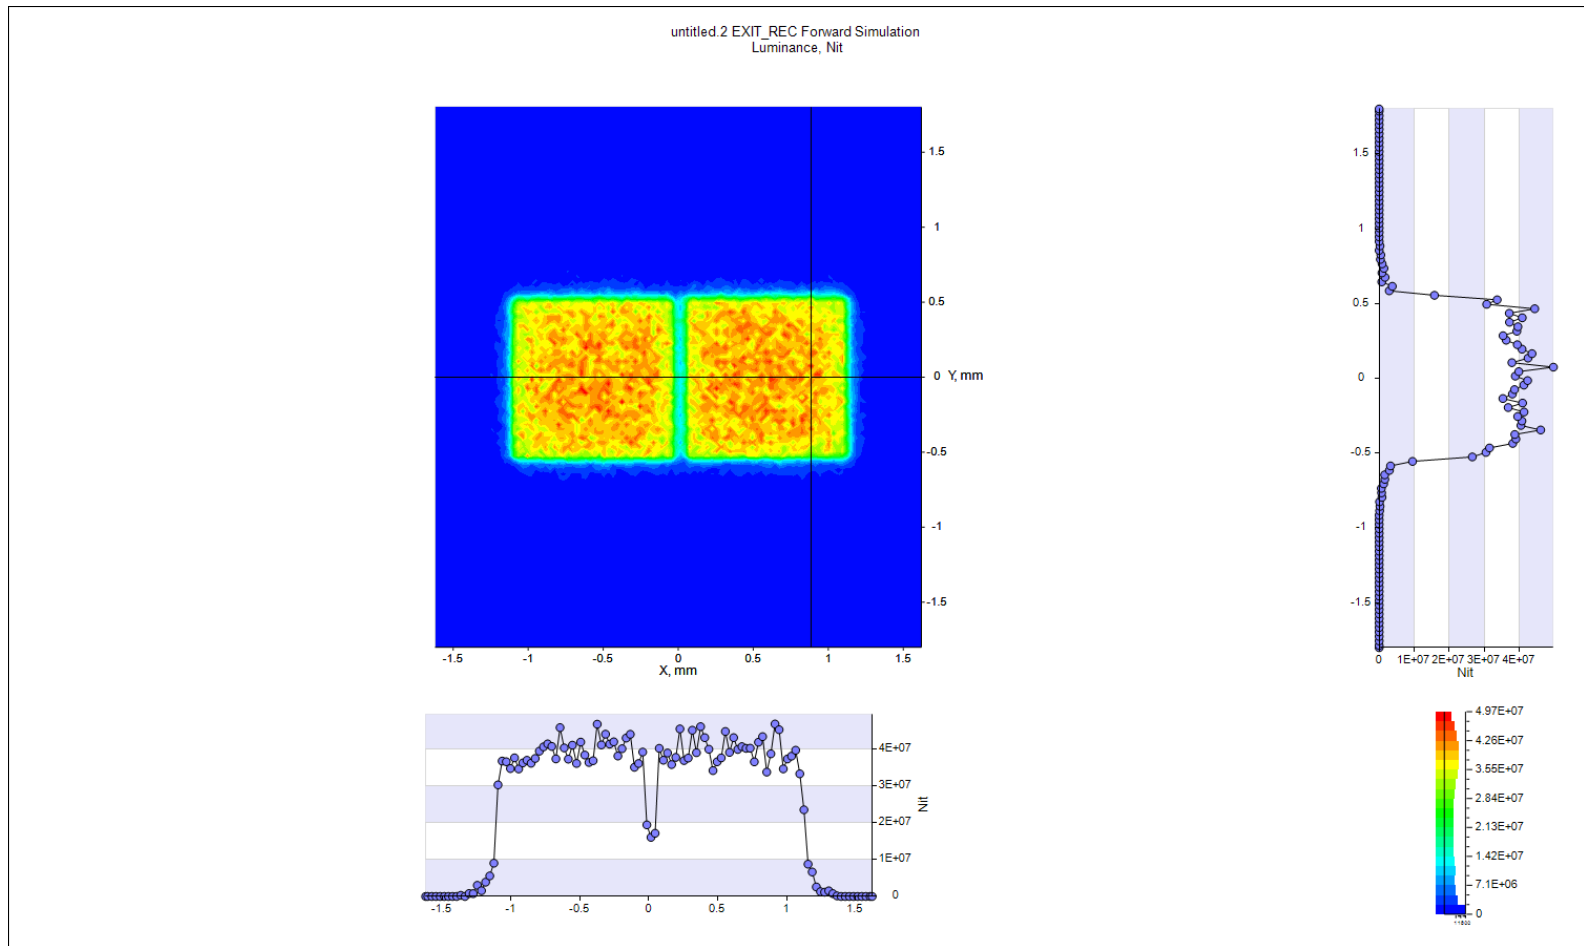 untitled.2 EXIT_REC Forward Simulation
Luminance, Nit
1.5
1
0.5
0 Y, mm
-0.5
-1
-1.5
-1.5 -1 -0.5 0 0.5 1 1.5
X, mm
1.5
1
0.5
0
-0.5
-1
-1.5
0 1E+07 2E+07 3E+07 4E+07
Nit
4E+07
3E+07
2E+07
1E+07
0
Nit
-1.5 -1 -0.5 0 0.5 1 1.5
4.97E+07
4.26E+07
3.55E+07
2.84E+07
2.13E+07
1.42E+07
7.1E+06
0